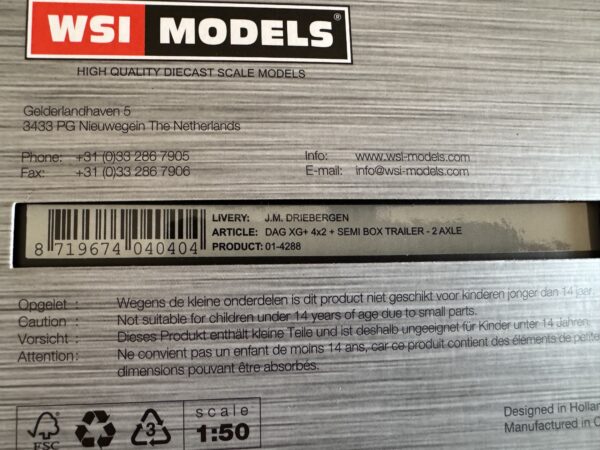 WSI MODELS®
HIGH QUALITY DIECAST SCALE MODELS
Gelderlandhaven 5
3433 PG Nieuwegein The Netherlands
Phone: +31 (0)33 286 7905
Fax: +31 (0)33 286 7906
Info: www.wsi-models.com
E-mail: info@wsi-models.com
8 719674 040404
LIVERY: J.M. DRIEBERGEN
ARTICLE: DAG XG+ 4x2 + SEMI BOX TRAILER - 2 AXLE
PRODUCT: 01-4288
Opgelet : Wegens de kleine onderdelen is dit product niet geschikt voor kinderen jonger dan 14 jaar.
Caution : Not suitable for children under 14 years of age due to small parts.
Vorsicht : Dieses Produkt enthält kleine Teile und ist deshalb ungeeignet für Kinder unter 14 Jahren.
Attention : Ne convient pas un enfant de moins 14 ans, car ce produit contient des éléments de petite
dimensions pouvant être absorbés.
FSC
3
scale
1:50
Designed in Hollan
Manufactured in C